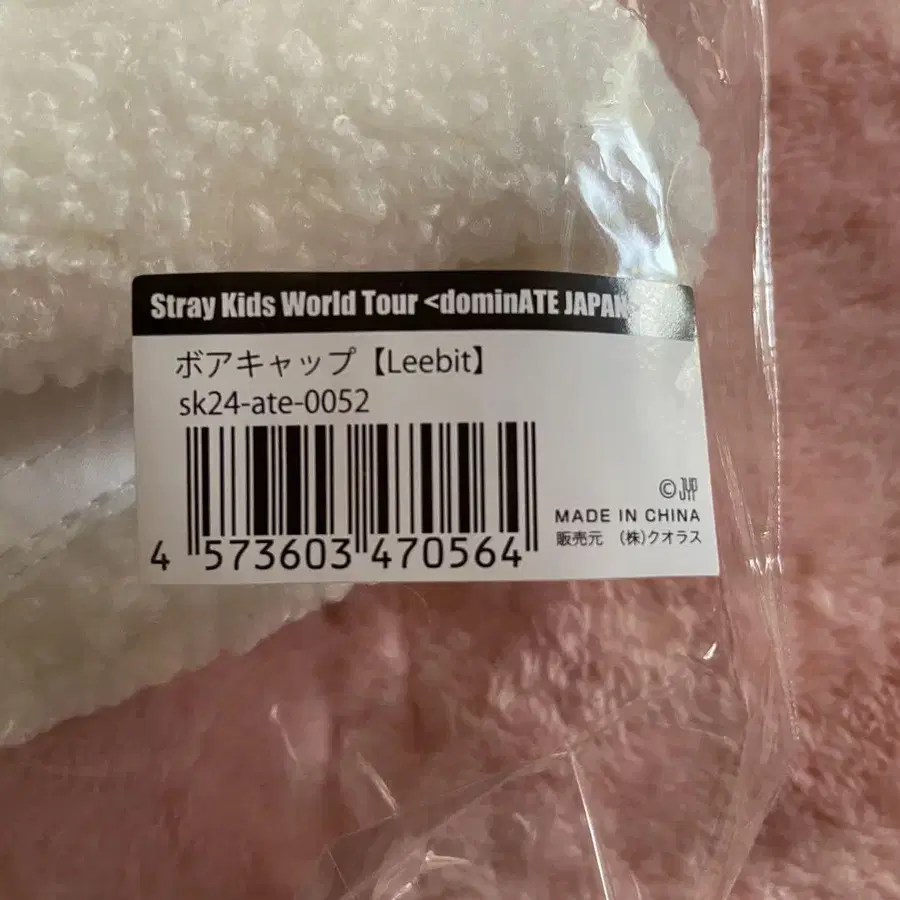 Stray Kids World Tour <dominATE JAPAN
ボアキャップ【Leebit】
sk24-ate-0052
4 573603 470564
©JYP
MADE IN CHINA
販売元 (株)クオラス